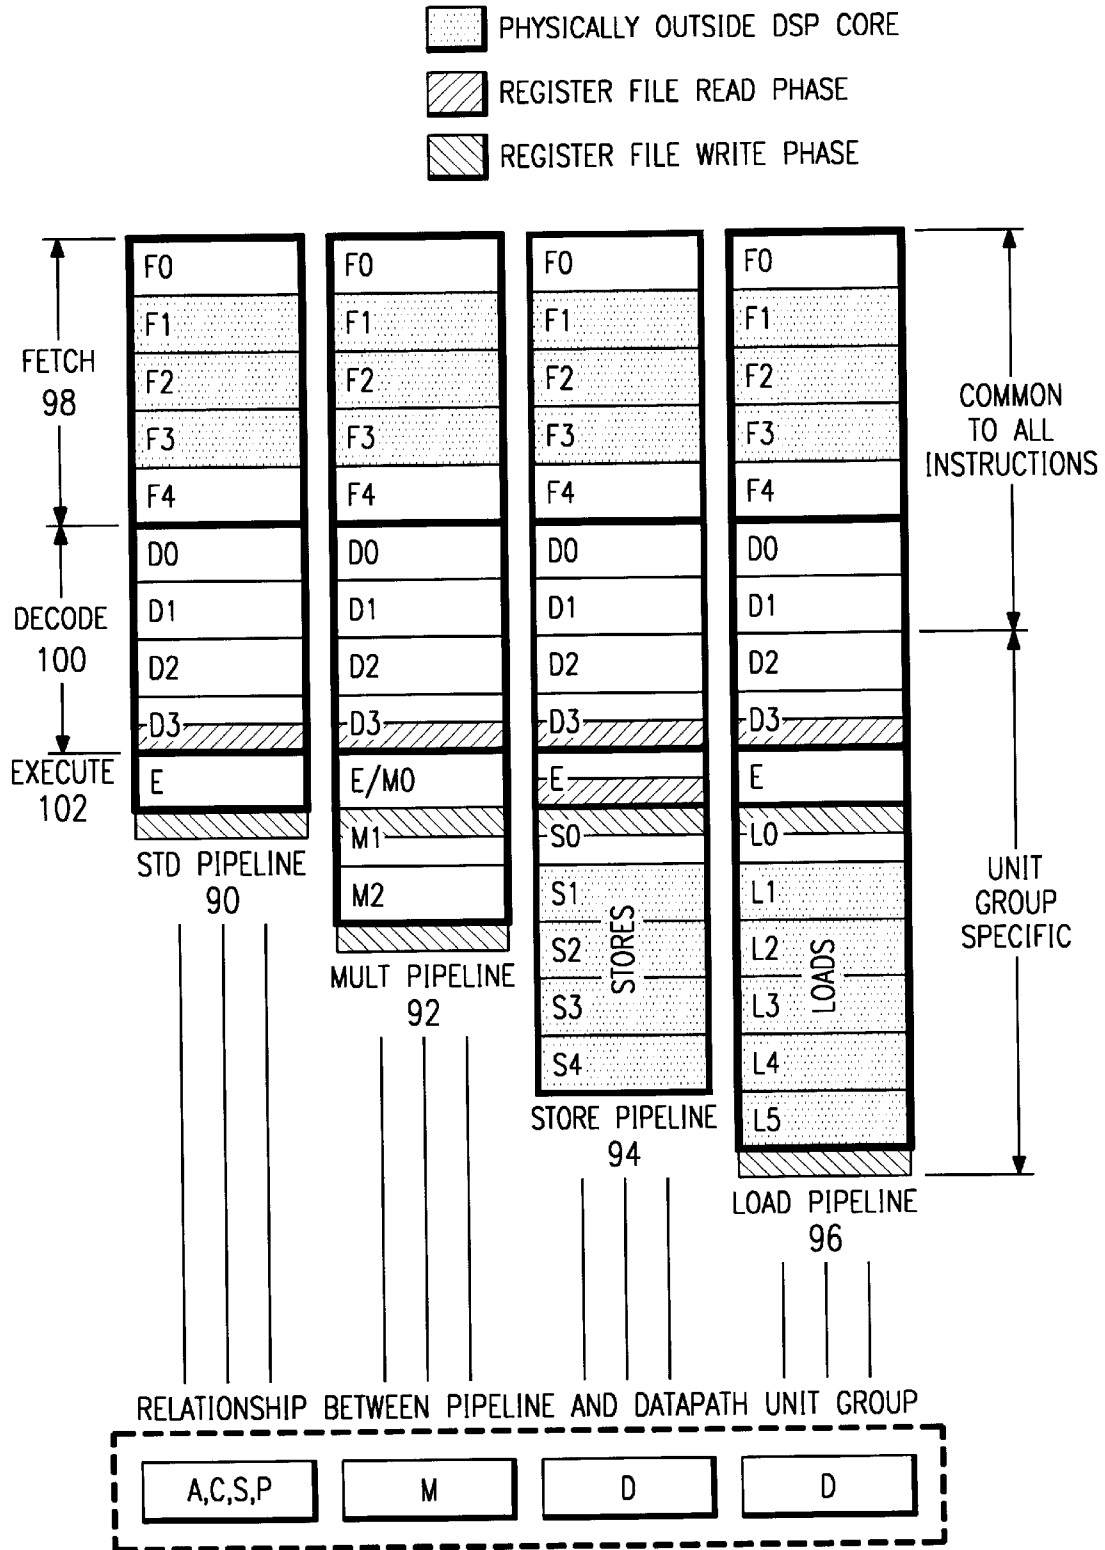 PHYSICALLY OUTSIDE DSP CORE
REGISTER FILE READ PHASE
REGISTER FILE WRITE PHASE
FETCH
98
DECODE
100
EXECUTE
102
F0
F1
F2
F3
F4
D0
D1
D2
D3
E
STD PIPELINE
90
F0
F1
F2
F3
F4
D0
D1
D2
D3
E/M0
M1
M2
MULT PIPELINE
92
F0
F1
F2
F3
F4
D0
D1
D2
D3
E
S0
S1
S2
S3
S4
STORES
STORE PIPELINE
94
F0
F1
F2
F3
F4
D0
D1
D2
D3
E
L0
L1
L2
L3
L4
L5
LOADS
LOAD PIPELINE
96
COMMON
TO ALL
INSTRUCTIONS
UNIT
GROUP
SPECIFIC
RELATIONSHIP BETWEEN PIPELINE AND DATAPATH UNIT GROUP
A,C,S,P
M
D
D